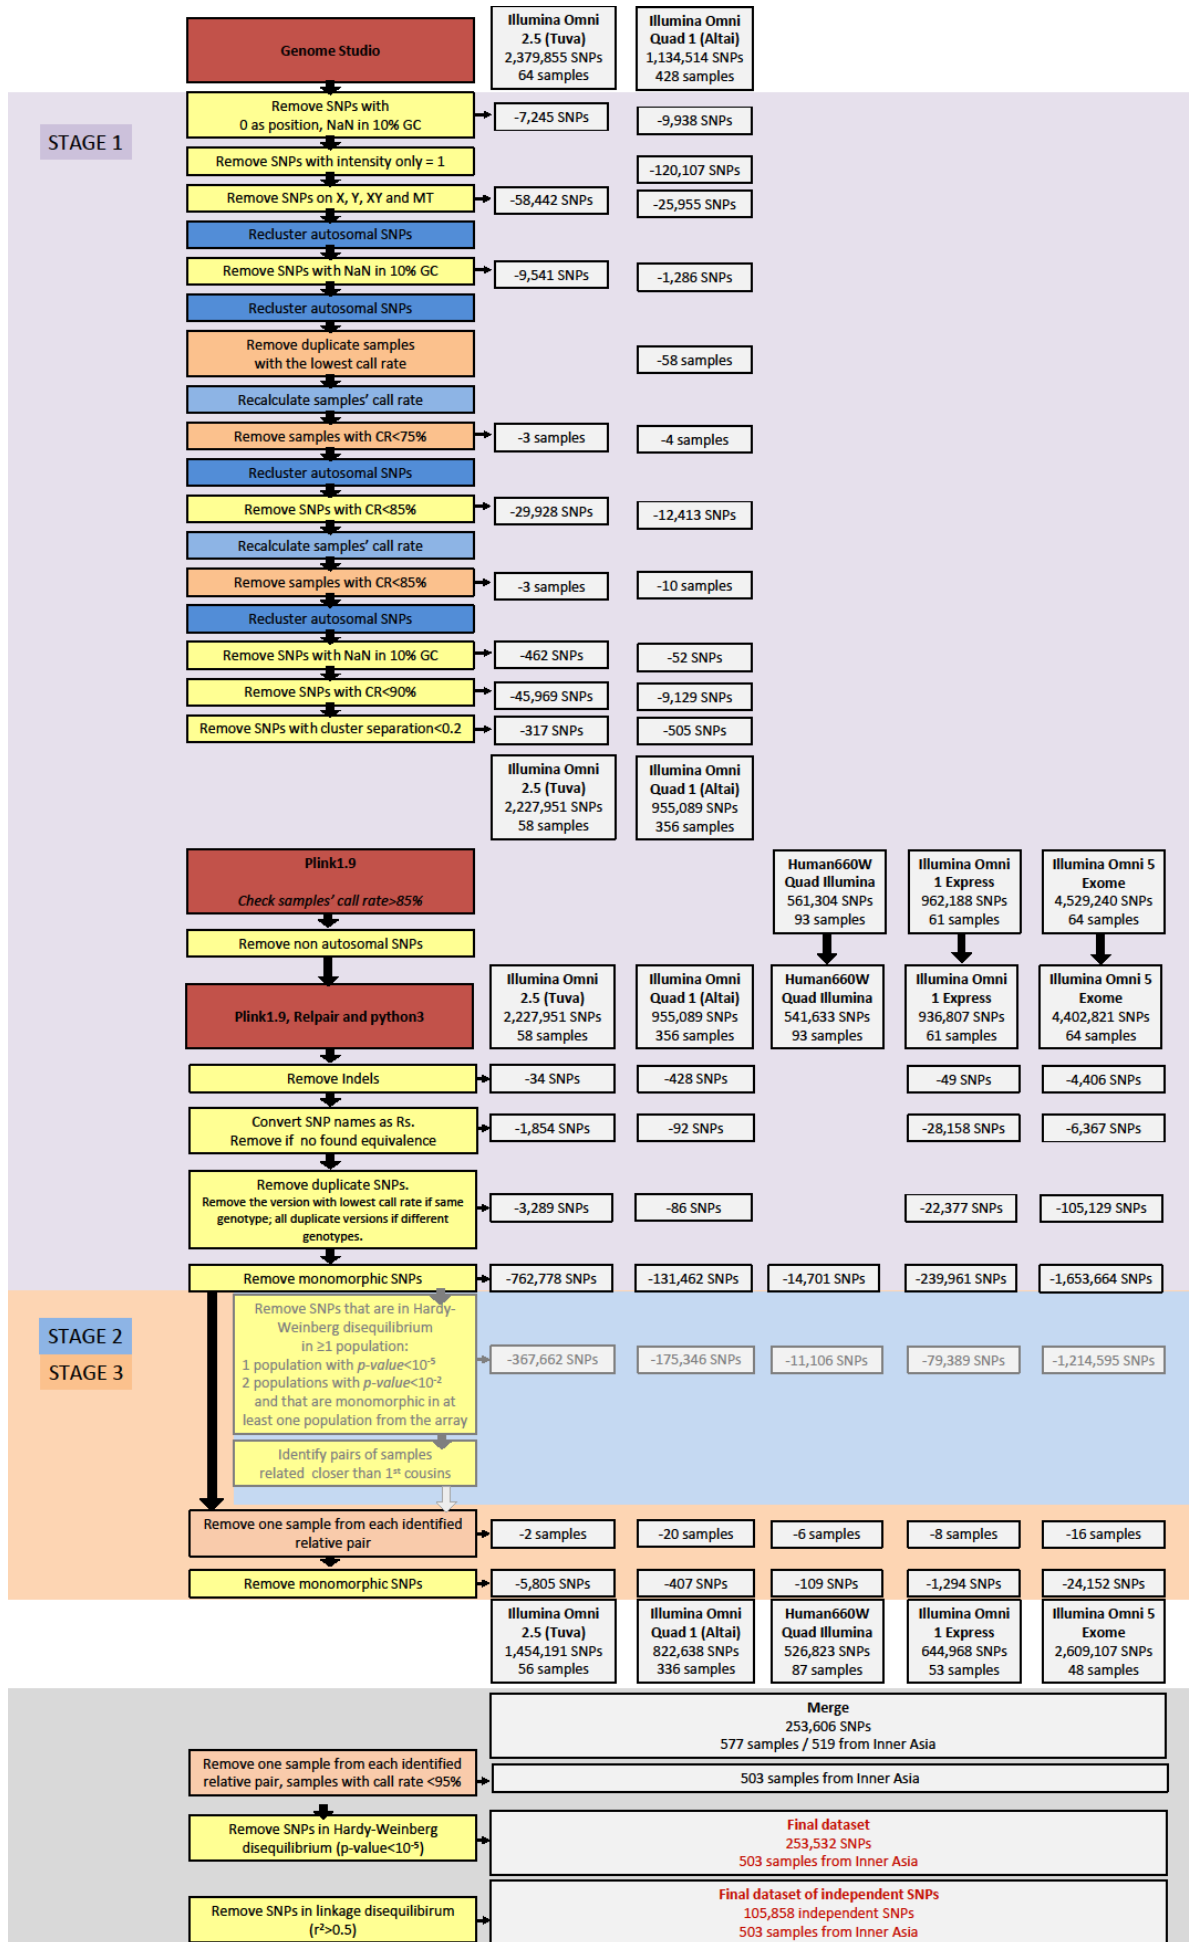 Genome Studio
Illumina Omni
2.5 (Tuva)
2,379,855 SNPs
64 samples
Illumina Omni
Quad 1 (Altai)
1,134,514 SNPs
428 samples
STAGE 1
Remove SNPs with
0 as position, NaN in 10% GC
-7,245 SNPs
-9,938 SNPs
Remove SNPs with intensity only = 1
-120,107 SNPs
Remove SNPs on X, Y, XY and MT
-58,442 SNPs
-25,955 SNPs
Recluster autosomal SNPs
Remove SNPs with NaN in 10% GC
-9,541 SNPs
-1,286 SNPs
Recluster autosomal SNPs
Remove duplicate samples
with the lowest call rate
-58 samples
Recalculate samples' call rate
Remove samples with CR<75%
-3 samples
-4 samples
Recluster autosomal SNPs
Remove SNPs with CR<85%
-29,928 SNPs
-12,413 SNPs
Recalculate samples' call rate
Remove samples with CR<85%
-3 samples
-10 samples
Recluster autosomal SNPs
Remove SNPs with NaN in 10% GC
-462 SNPs
-52 SNPs
Remove SNPs with CR<90%
-45,969 SNPs
-9,129 SNPs
Remove SNPs with cluster separation<0.2
-317 SNPs
-505 SNPs
Illumina Omni
2.5 (Tuva)
2,227,951 SNPs
58 samples
Illumina Omni
Quad 1 (Altai)
955,089 SNPs
356 samples
Plink1.9
Check samples' call rate>85%
Human660W
Quad Illumina
561,304 SNPs
93 samples
Illumina Omni
1 Express
962,188 SNPs
61 samples
Illumina Omni 5
Exome
4,529,240 SNPs
64 samples
Remove non autosomal SNPs
Plink1.9, Relpair and python3
Illumina Omni
2.5 (Tuva)
2,227,951 SNPs
58 samples
Illumina Omni
Quad 1 (Altai)
955,089 SNPs
356 samples
Human660W
Quad Illumina
541,633 SNPs
93 samples
Illumina Omni
1 Express
936,807 SNPs
61 samples
Illumina Omni 5
Exome
4,402,821 SNPs
64 samples
Remove Indels
-34 SNPs
-428 SNPs
-49 SNPs
-4,406 SNPs
Convert SNP names as Rs.
Remove if no found equivalence
-1,854 SNPs
-92 SNPs
-28,158 SNPs
-6,367 SNPs
Remove duplicate SNPs.
Remove the version with lowest call rate if same
genotype; all duplicate versions if different
genotypes.
-3,289 SNPs
-86 SNPs
-22,377 SNPs
-105,129 SNPs
Remove monomorphic SNPs
-762,778 SNPs
-131,462 SNPs
-14,701 SNPs
-239,961 SNPs
-1,653,664 SNPs
STAGE 2
STAGE 3
Remove SNPs that are in Hardy-
Weinberg disequilibrium
in ≥1 population:
1 population with p-value<10⁻⁵
2 populations with p-value<10⁻²
and that are monomorphic in at
least one population from the array
-367,662 SNPs
-175,346 SNPs
-11,106 SNPs
-79,389 SNPs
-1,214,595 SNPs
Identify pairs of samples
related closer than 1ˢᵗ cousins
Remove one sample from each identified
relative pair
-2 samples
-20 samples
-6 samples
-8 samples
-16 samples
Remove monomorphic SNPs
-5,805 SNPs
-407 SNPs
-109 SNPs
-1,294 SNPs
-24,152 SNPs
Illumina Omni
2.5 (Tuva)
1,454,191 SNPs
56 samples
Illumina Omni
Quad 1 (Altai)
822,638 SNPs
336 samples
Human660W
Quad Illumina
526,823 SNPs
87 samples
Illumina Omni
1 Express
644,968 SNPs
53 samples
Illumina Omni 5
Exome
2,609,107 SNPs
48 samples
Merge
253,606 SNPs
577 samples / 519 from Inner Asia
Remove one sample from each identified
relative pair, samples with call rate <95%
503 samples from Inner Asia
Remove SNPs in Hardy-Weinberg
disequilibrium (p-value<10⁻⁵)
Final dataset
253,532 SNPs
503 samples from Inner Asia
Remove SNPs in linkage disequilibirum
(r²>0.5)
Final dataset of independent SNPs
105,858 independent SNPs
503 samples from Inner Asia